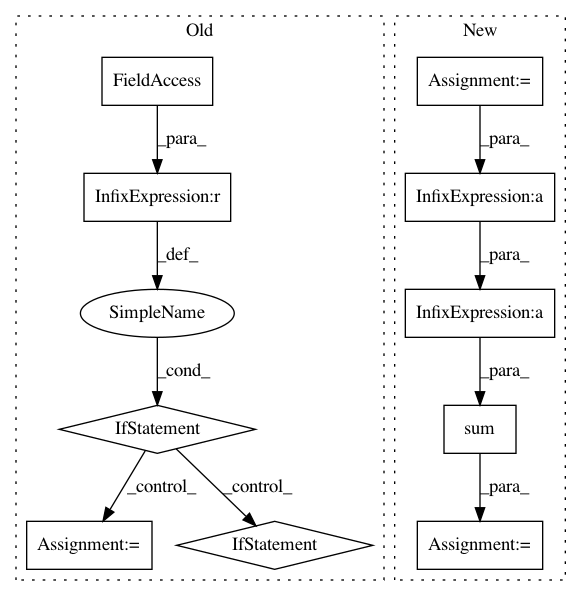 Old
New
FieldAccess
Assignment:=
_para_
_para_
InfixExpression:r
InfixExpression:a
_def_
_para_
SimpleName
InfixExpression:a
_cond_
_para_
IfStatement
sum
_control_
_control_
_para_
Assignment:=
IfStatement
Assignment:=